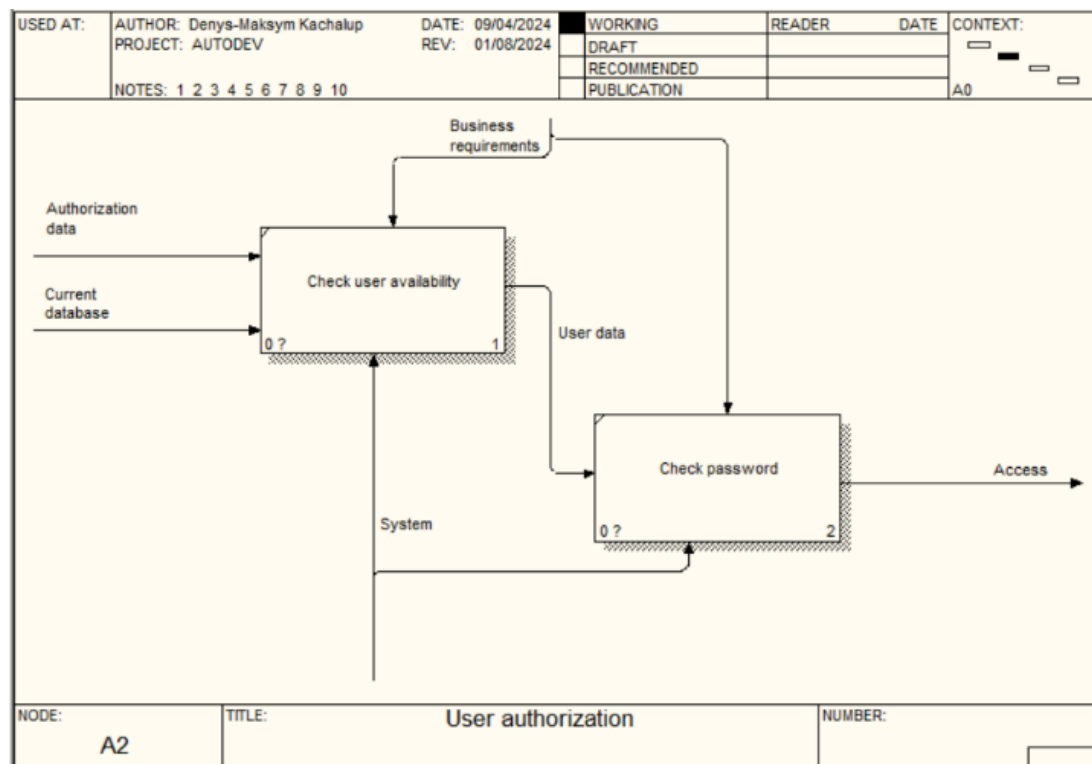 USED AT:
AUTHOR: Denys-Maksym Kachalup
DATE: 09/04/2024
PROJECT: AUTODEV
REV: 01/08/2024
NOTES: 1 2 3 4 5 6 7 8 9 10
WORKING
DRAFT
RECOMMENDED
PUBLICATION
READER DATE
CONTEXT:
A0
Business
requirements
Authorization
data
Current
database
Check user availability
0 ? 1
User data
Check password
0 ? 2
Access
System
NODE:
A2
TITLE:
User authorization
NUMBER: